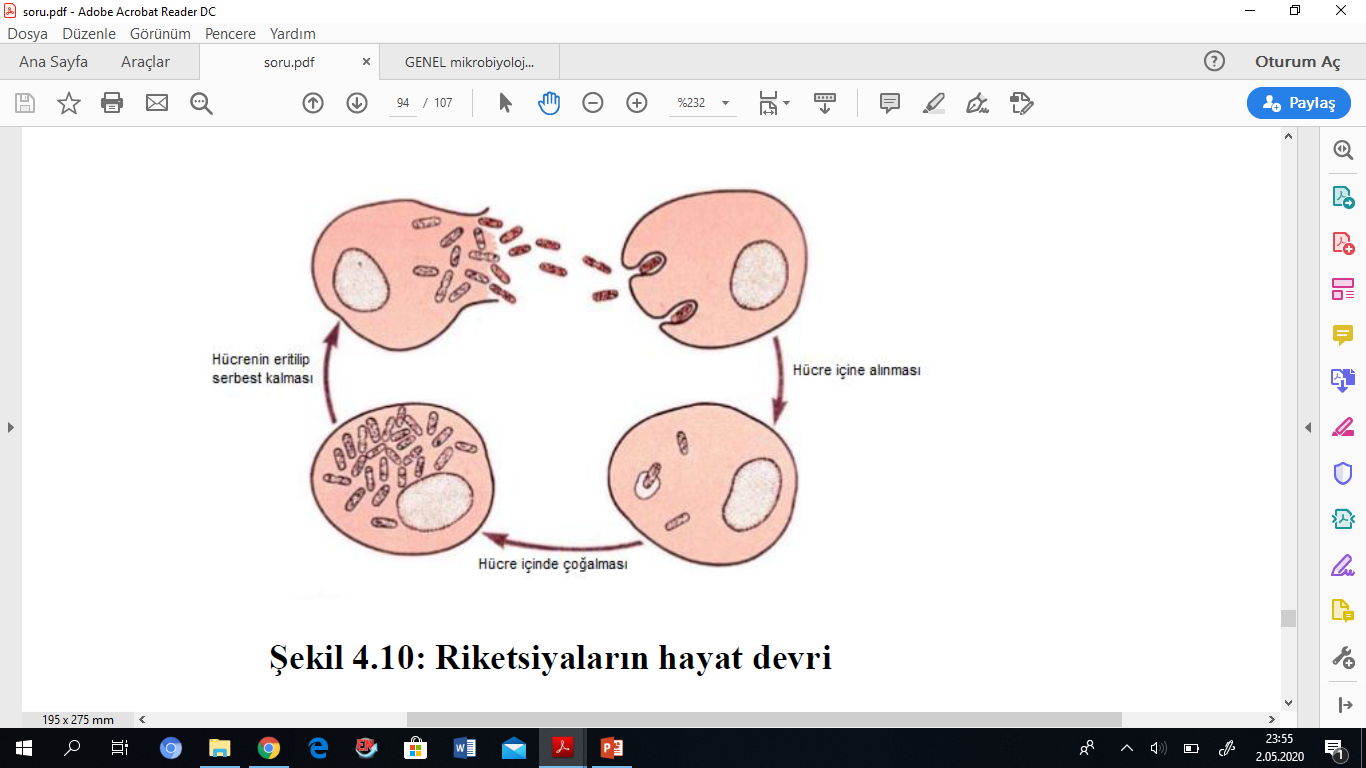 soru.pdf - Adobe Acrobat Reader DC
Dosya Düzenle Görünüm Pencere Yardım
Ana Sayfa Araçlar soru.pdf GENEL mikrobiyoloj... Oturum Aç
94 / 107 %232 Paylaş
Hücrenin eritilip
serbest kalması
Hücre içine alınması
Hücre içinde çoğalması
Şekil 4.10: Riketsiyaların hayat devri
195 x 275 mm
23:55
2.05.2020
1